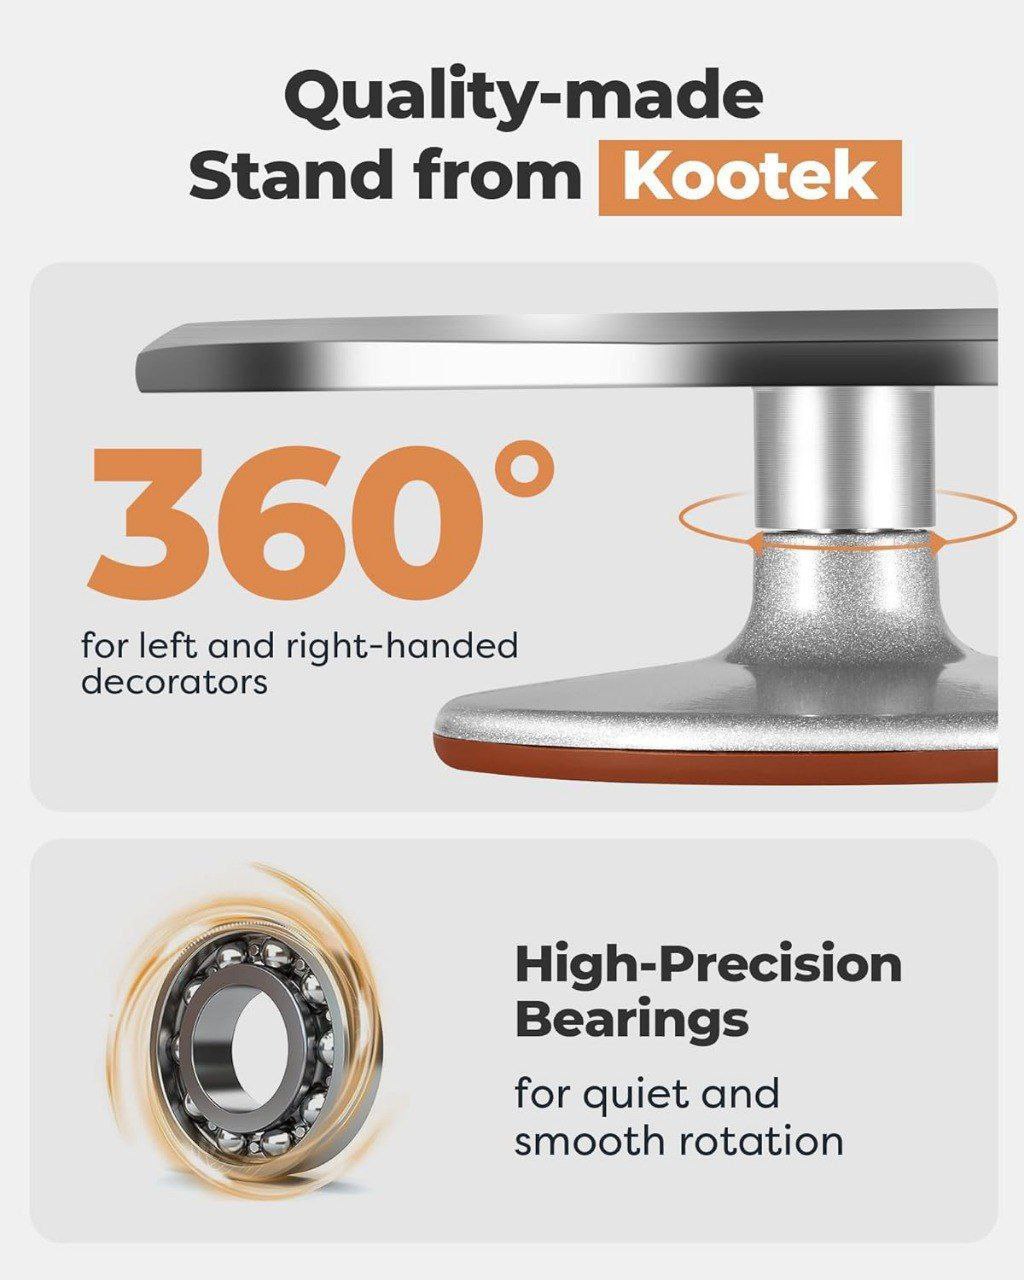 Quality-made
Stand from Kootek
360°
for left and right-handed
decorators
High-Precision
Bearings
for quiet and
smooth rotation